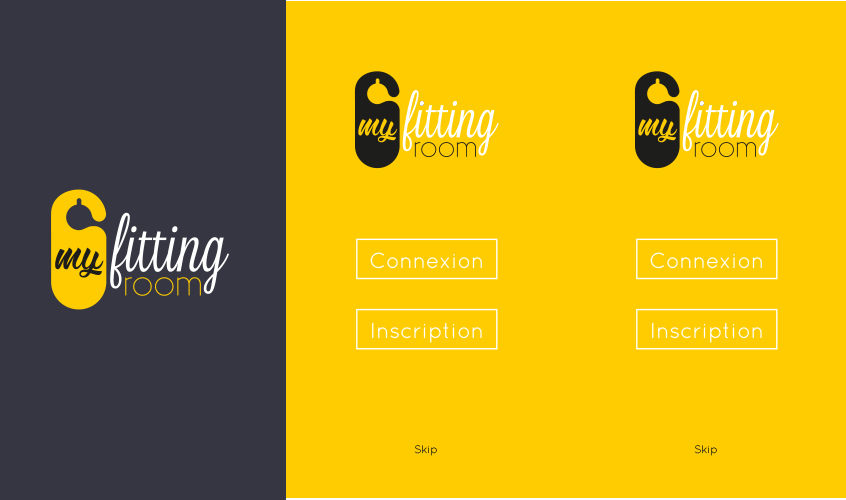 my fitting
room
my fitting
room
Connexion
Inscription
Skip
my fitting
room
Connexion
Inscription
Skip